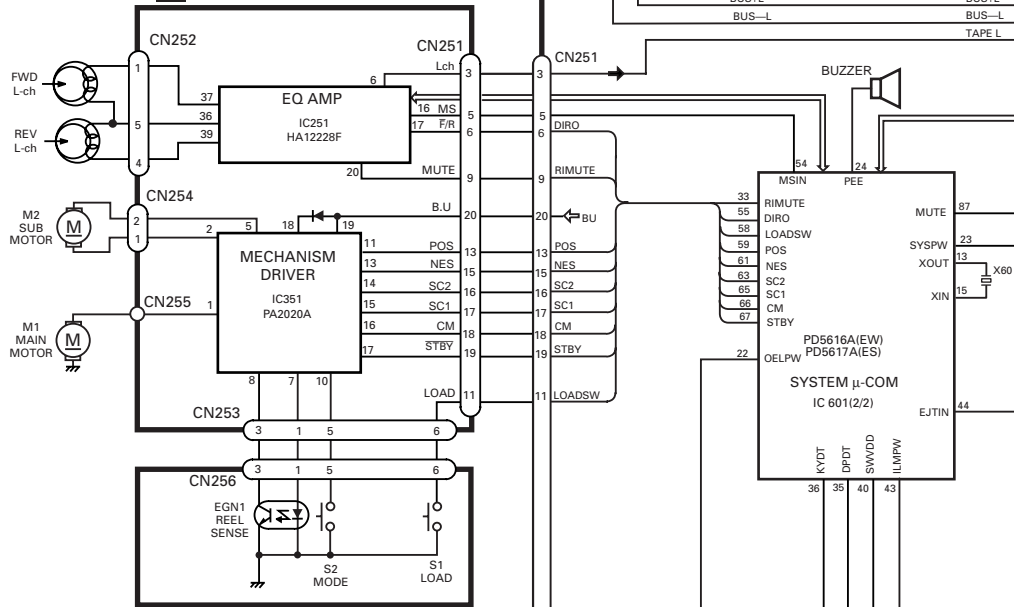 BUS—L
BUS—L
TAPE L
CN252
CN251
CN251
Lch
3
3
BUZZER
FWD
L-ch
1
6
37
EQ AMP
IC251
HA12228F
16
MS
5
5
36
5
17
F/R
6
6
DIRO
REV
L-ch
39
4
20
MUTE
9
9
RIMUTE
54
24
MSIN
PEE
CN254
M2
SUB
MOTOR
M
2
1
2
5
18
19
B.U
20
20
BU
MECHANISM
DRIVER
IC351
PA2020A
11
POS
13
13
POS
13
NES
15
15
NES
14
SC2
16
16
SC2
15
SC1
17
17
SC1
16
CM
18
18
CM
17
STBY
19
19
STBY
CN255
1
M1
MAIN
MOTOR
M
8
7
10
LOAD
11
11
LOADSW
33
RIMUTE
55
DIRO
58
LOADSW
59
POS
61
NES
63
SC2
65
SC1
66
CM
67
STBY
22
OELPW
MUTE
87
SYSPW
23
XOUT
13
X60
XIN
15
PD5616A(EW)
PD5617A(ES)
SYSTEM µ-COM
IC 601(2/2)
EJTIN
44
KYDT
DPDT
SWVDD
ILMPW
36
35
40
43
CN253
3
1
5
6
3
1
5
6
CN256
EGN1
REEL
SENSE
S2
MODE
S1
LOAD